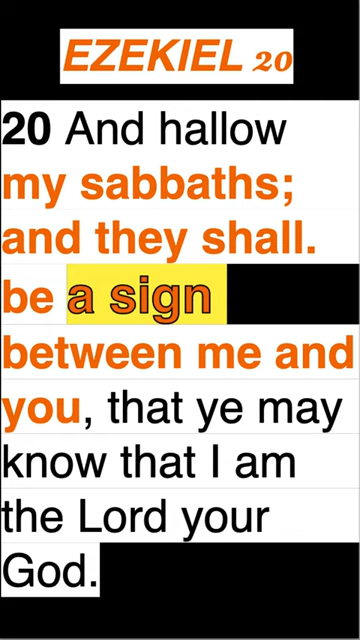 EZEKIEL 20
20 And hallow
my sabbaths;
and they shall.
be a sign
between me and
you, that ye may
know that I am
the Lord your
God.